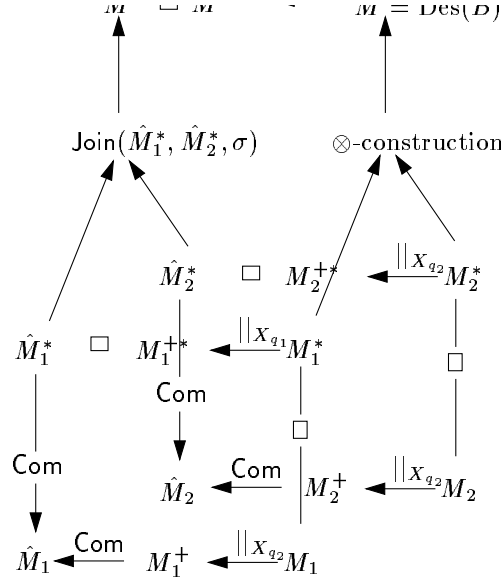 M □ M M = Des(B)
Join(M̂₁*, M̂₂*, σ) ⊗-construction
M̂₂* □ M₂⁺* ||X_q₂ M₂*
M̂₁* □ M₁⁺* ||X_q₁ M₁* □
Com □
Com Com ||X_q₂
M̂₂ M₂⁺ M₂
Com ||X_q₂
M̂₁ M₁⁺ M₁